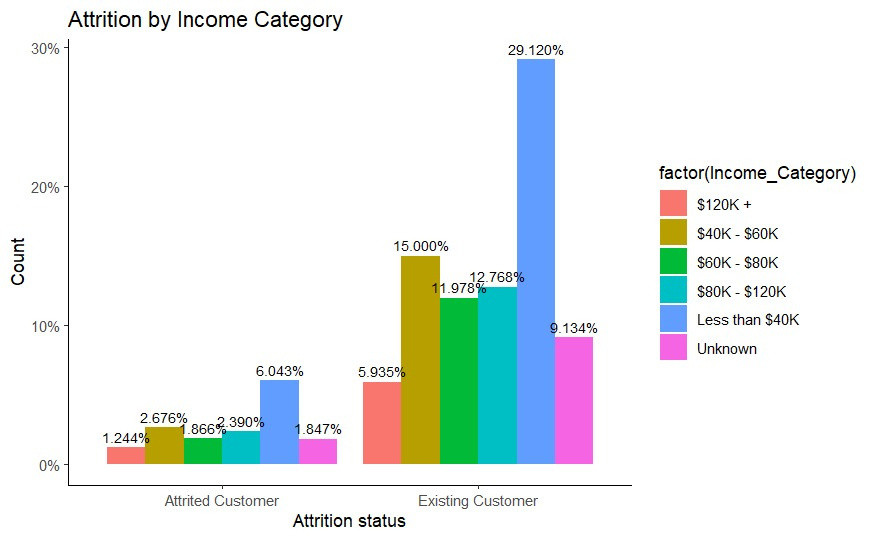 Attrition by Income Category
Count
30%
20%
10%
0%
1.244%
2.676%
1.866%
2.390%
6.043%
1.847%
5.935%
15.000%
11.978%
12.768%
29.120%
9.134%
Attrited Customer
Existing Customer
Attrition status
factor(Income_Category)
$120K +
$40K - $60K
$60K - $80K
$80K - $120K
Less than $40K
Unknown